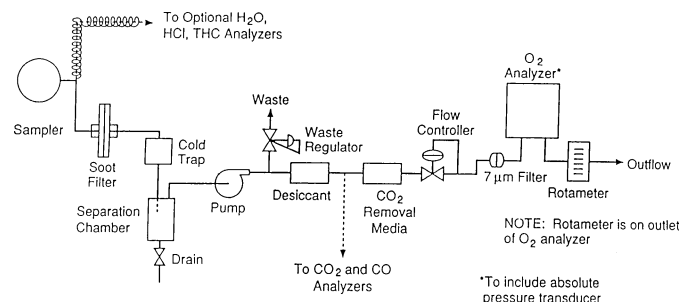 To Optional H2O,
HCl, THC Analyzers
O2
Analyzer*
Waste
Flow
Controller
Sampler
Cold
Trap
Waste
Regulator
Soot
Filter
7 µm Filter
Outflow
Rotameter
Separation
Chamber
Pump
Desiccant
CO2
Removal
Media
NOTE: Rotameter is on outlet
of O2 analyzer
Drain
To CO2 and CO
Analyzers
*To include absolute
pressure transducer